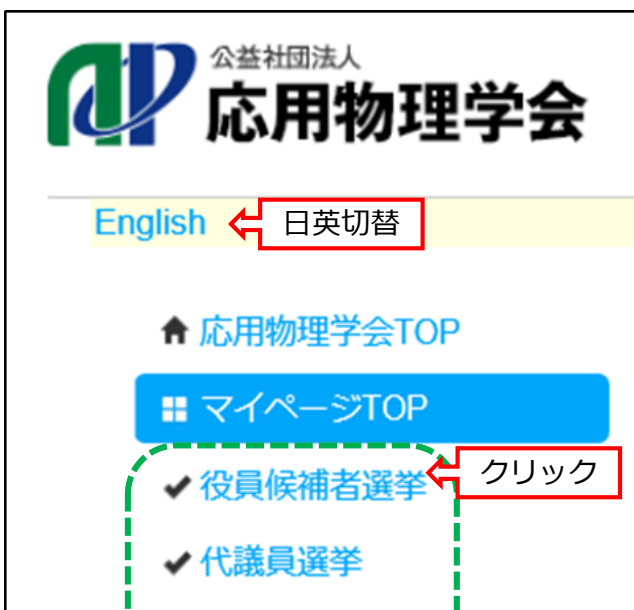 公益社団法人
応用物理学会
English
日英切替
応用物理学会TOP
マイページTOP
役員候補者選挙
クリック
代議員選挙